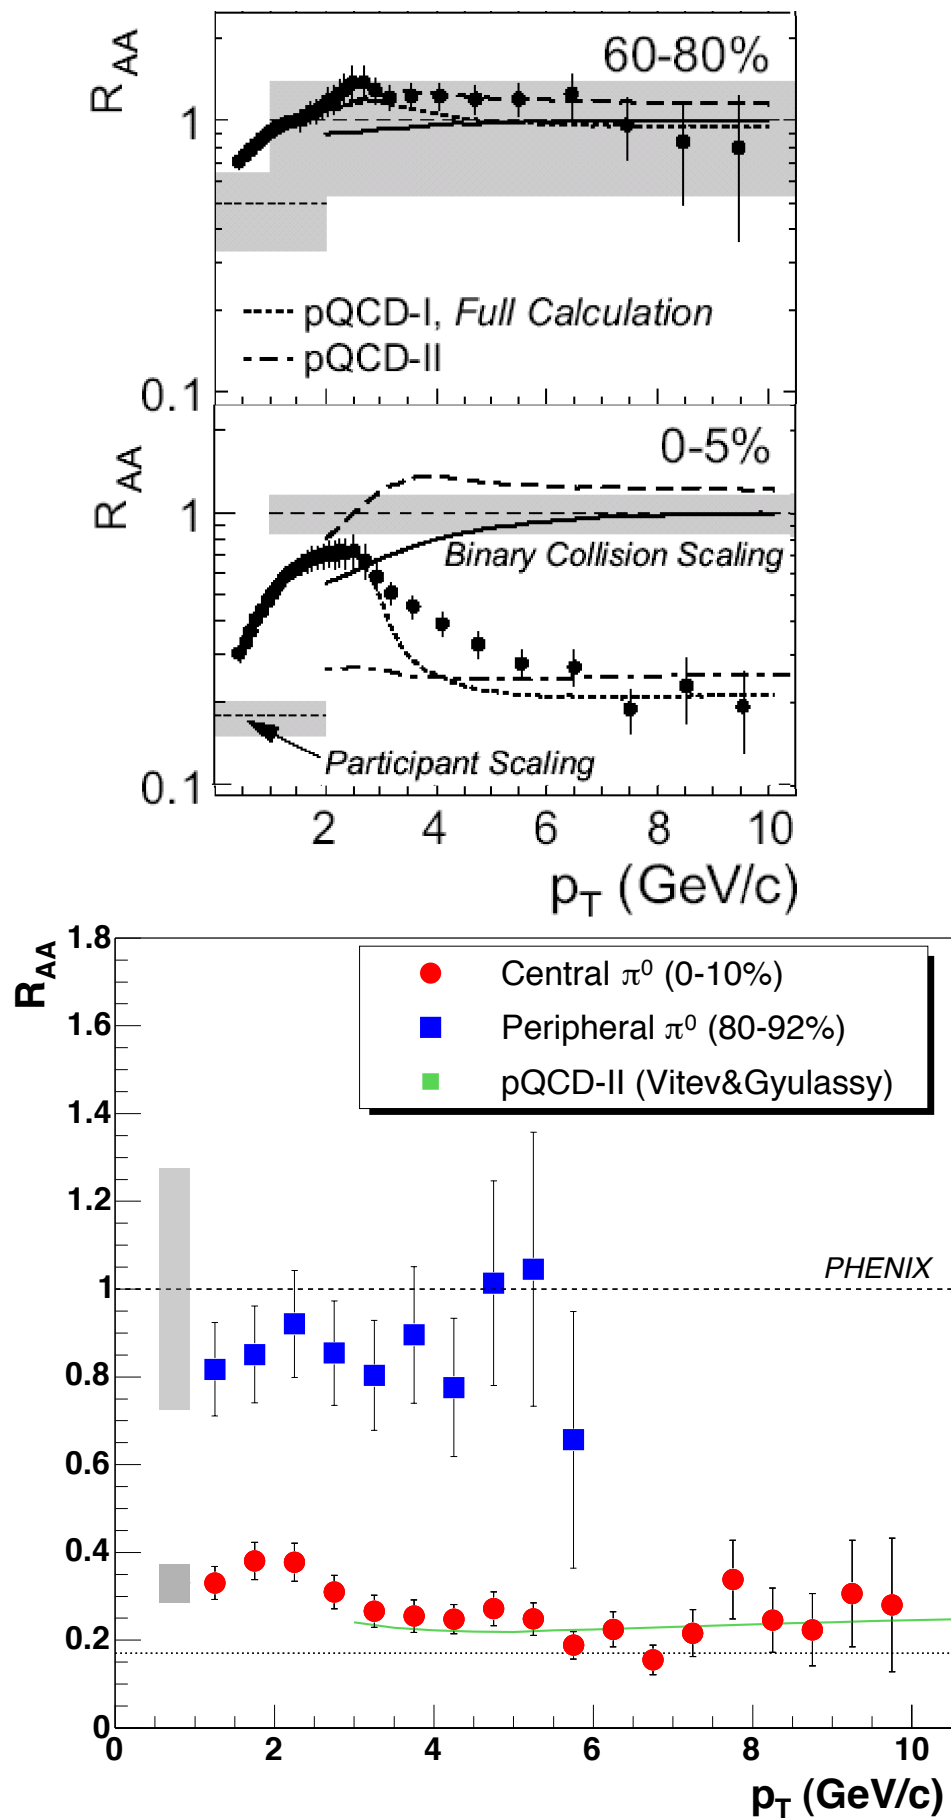 R_AA
60-80%
1
pQCD-I, Full Calculation
pQCD-II
0.1
R_AA
0-5%
1
Binary Collision Scaling
Participant Scaling
0.1
2 4 6 8 10
p_T (GeV/c)
R_AA
1.8
Central π⁰ (0-10%)
1.6
Peripheral π⁰ (80-92%)
pQCD-II (Vitev&Gyulassy)
1.4
1.2
PHENIX
1
0.8
0.6
0.4
0.2
0
0 2 4 6 8 10
p_T (GeV/c)